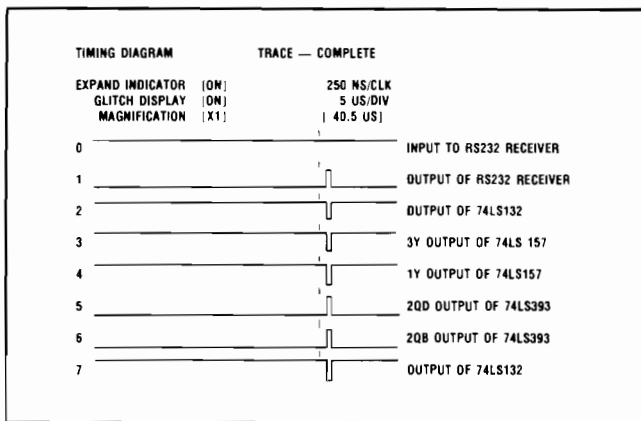 TIMING DIAGRAM TRACE — COMPLETE
EXPAND INDICATOR [ON] 250 NS/CLK
GLITCH DISPLAY [ON] 5 US/DIV
MAGNIFICATION [X1] [ 40.5 US]
0 INPUT TO RS232 RECEIVER
1 OUTPUT OF RS232 RECEIVER
2 OUTPUT OF 74LS132
3 3Y OUTPUT OF 74LS 157
4 1Y OUTPUT OF 74LS157
5 2QD OUTPUT OF 74LS393
6 2QB OUTPUT OF 74LS393
7 OUTPUT OF 74LS132